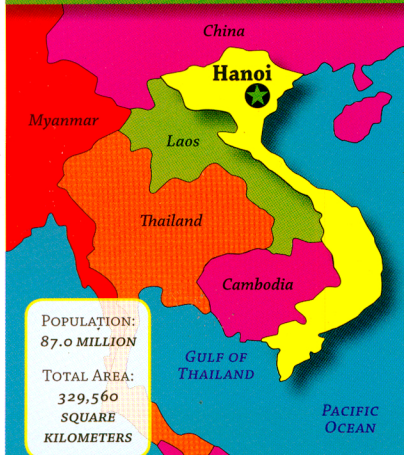 China
Hanoi
Myanmar
Laos
Thailand
Cambodia
POPULATION:
87.0 MILLION
TOTAL AREA:
329,560
SQUARE
KILOMETERS
GULF OF
THAILAND
PACIFIC
OCEAN